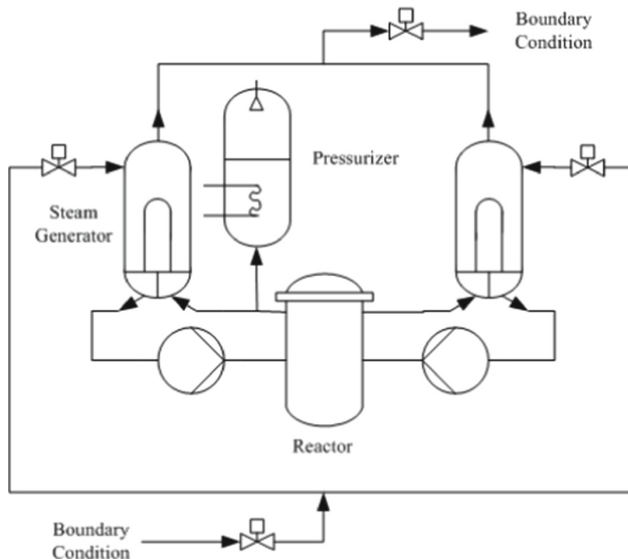 Boundary
Condition
Pressurizer
Steam
Generator
Reactor
Boundary
Condition